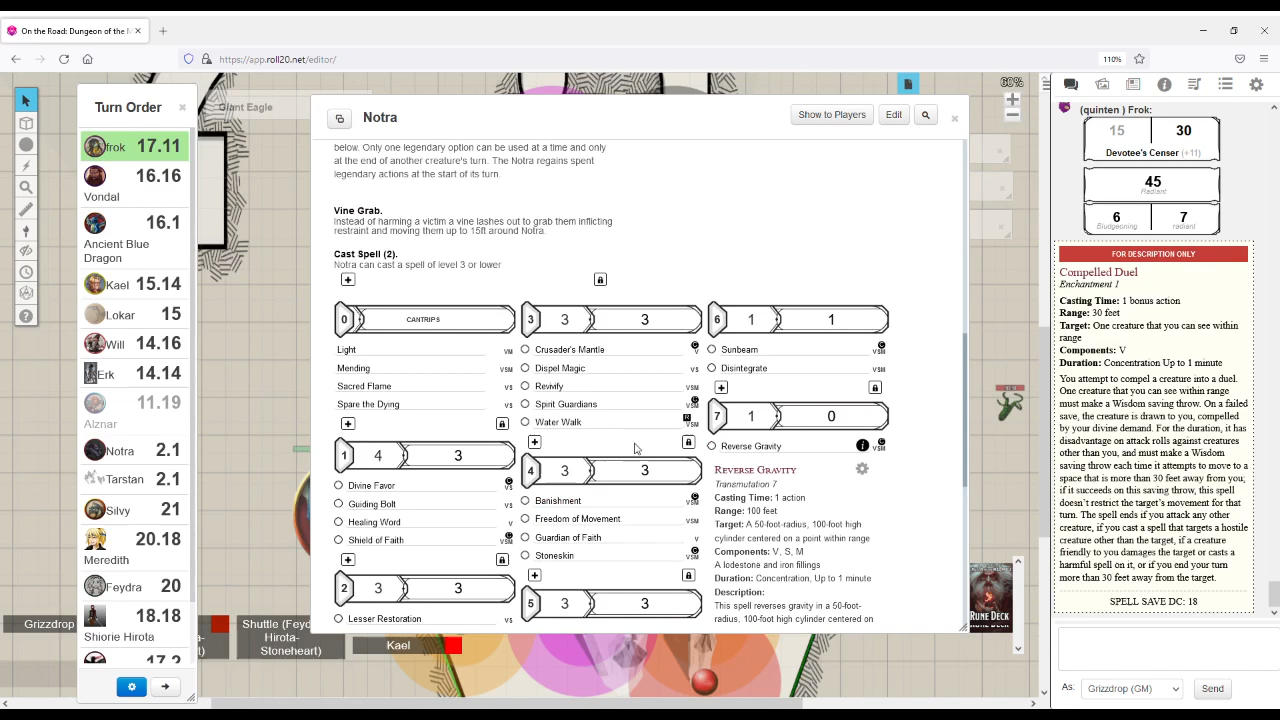 On the Road: Dungeon of the M
https://app.roll20.net/editor/
110%
Turn Order
frok 17.11
16.16
Vondal
16.1
Ancient Blue
Dragon
Kael 15.14
Lokar 15
Will 14.16
Erk 14.14
11.19
Alznar
Notra 2.1
Tarstan 2.1
Silvy 21
20.18
Meredith
Feydra 20
18.18
Shiorie Hirota
17.2
Giant Eagle
60%
Grizzdrop
Shuttle (Feyd
Hirota-
Stoneheart)
Kael
RUNE DECK
Notra
Show to Players
Edit
below. Only one legendary option can be used at a time and only
at the end of another creature's turn. The Notra regains spent
legendary actions at the start of its turn.
Vine Grab.
Instead of harming a victim a vine lashes out to grab them inflicting
restraint and moving them up to 15ft around Notra.
Cast Spell (2).
Notra can cast a spell of level 3 or lower
0 CANTRIPS
Light VM
Mending VSM
Sacred Flame VS
Spare the Dying VS
1 4 3
Divine Favor C VS
Guiding Bolt VS
Healing Word V
Shield of Faith C VSM
2 3 3
Lesser Restoration VS
3 3 3
Crusader's Mantle C V
Dispel Magic VS
Revivify VSM
Spirit Guardians C VSM
Water Walk R VSM
4 3 3
Banishment C VSM
Freedom of Movement VSM
Guardian of Faith V
Stoneskin C VSM
5 3 3
6 1 1
Sunbeam C VSM
Disintegrate VSM
7 1 0
Reverse Gravity C VSM
REVERSE GRAVITY
Transmutation 7
Casting Time: 1 action
Range: 100 feet
Target: A 50-foot-radius, 100-foot high
cylinder centered on a point within range
Components: V, S, M
A lodestone and iron fillings
Duration: Concentration, Up to 1 minute
Description:
This spell reverses gravity in a 50-foot-
radius, 100-foot high cylinder centered on
(quinten ) Frok:
15 30
Devotee's Censer (+11)
45
Radiant
6 7
Bludgeoning radiant
FOR DESCRIPTION ONLY
Compelled Duel
Enchantment 1
Casting Time: 1 bonus action
Range: 30 feet
Target: One creature that you can see within
range
Components: V
Duration: Concentration Up to 1 minute
You attempt to compel a creature into a duel.
One creature that you can see within range
must make a Wisdom saving throw. On a failed
save, the creature is drawn to you, compelled
by your divine demand. For the duration, it has
disadvantage on attack rolls against creatures
other than you, and must make a Wisdom
saving throw each time it attempts to move to a
space that is more than 30 feet away from you;
if it succeeds on this saving throw, this spell
doesn't restrict the target's movement for that
turn. The spell ends if you attack any other
creature, if you cast a spell that targets a hostile
creature other than the target, if a creature
friendly to you damages the target or casts a
harmful spell on it, or if you end your turn
more than 30 feet away from the target.
SPELL SAVE DC: 18
As: Grizzdrop (GM)
Send